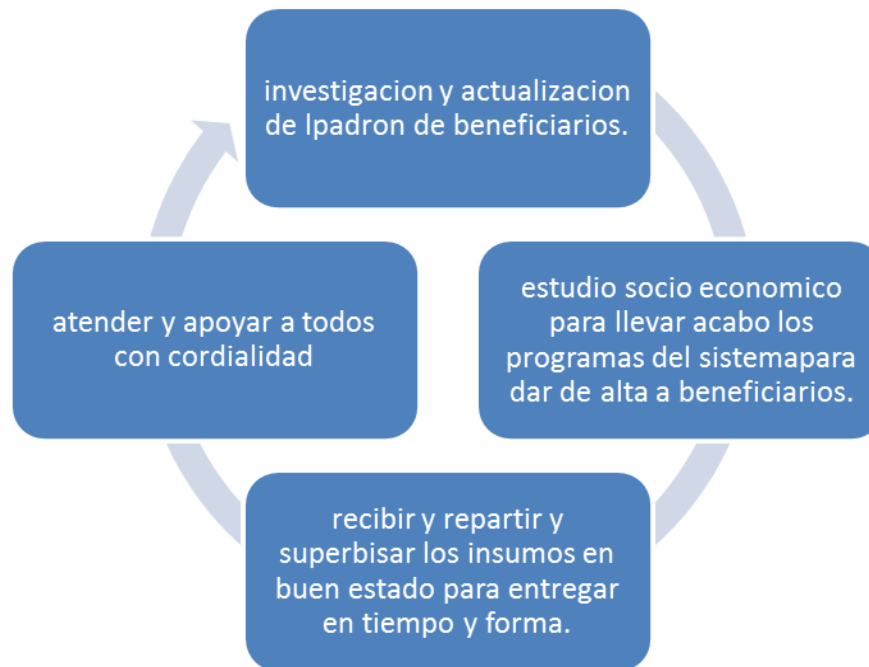 investigacion y actualizacion
de lpadron de beneficiarios.
estudio socio economico
para llevar acabo los
programas del sistemapara
dar de alta a beneficiarios.
recibir y repartir y
superbisar los insumos en
buen estado para entregar
en tiempo y forma.
atender y apoyar a todos
con cordialidad